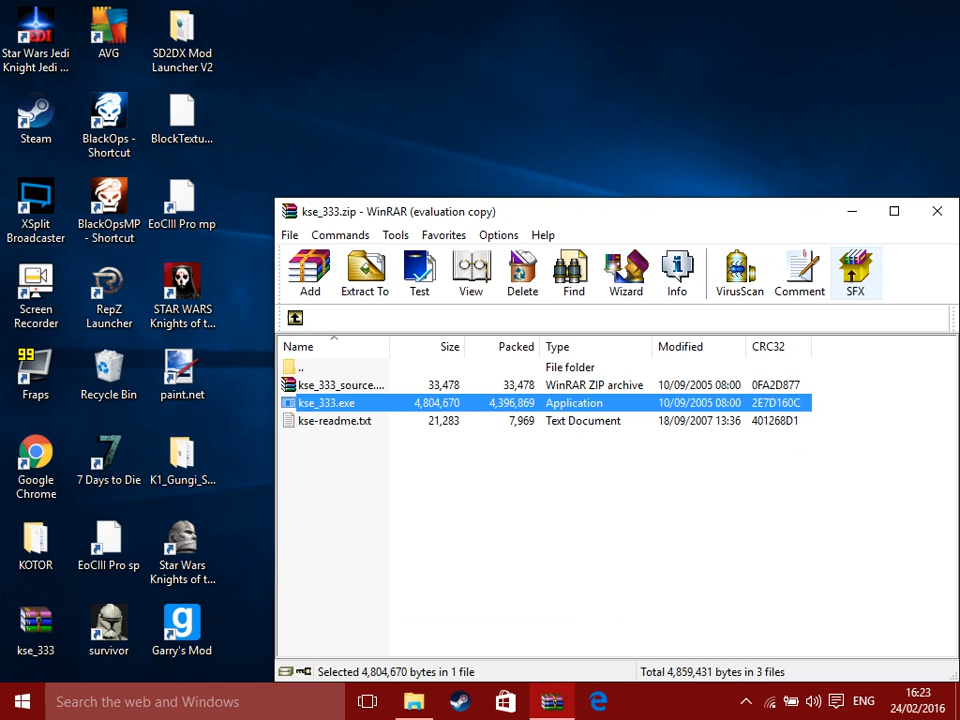 Star Wars Jedi
Knight Jedi ...
AVG
SD2DX Mod
Launcher V2
Steam
BlackOps -
Shortcut
BlockTextu...
XSplit
Broadcaster
BlackOpsMP
- Shortcut
EoCIII Pro mp
Screen
Recorder
RepZ
Launcher
STAR WARS
Knights of t...
99
Fraps
Recycle Bin
paint.net
Google
Chrome
7 Days to Die
K1_Gungi_S...
KOTOR
EoCIII Pro sp
Star Wars
Knights of t...
kse_333
survivor
Garry's Mod
kse_333.zip - WinRAR (evaluation copy)
File Commands Tools Favorites Options Help
Add Extract To Test View Delete Find Wizard Info VirusScan Comment SFX
Name Size Packed Type Modified CRC32
.. File folder
kse_333_source.... 33,478 33,478 WinRAR ZIP archive 10/09/2005 08:00 0FA2D877
kse_333.exe 4,804,670 4,396,869 Application 10/09/2005 08:00 2E7D160C
kse-readme.txt 21,283 7,969 Text Document 18/09/2007 13:36 401268D1
Selected 4,804,670 bytes in 1 file Total 4,859,431 bytes in 3 files
Search the web and Windows
ENG
16:23
24/02/2016